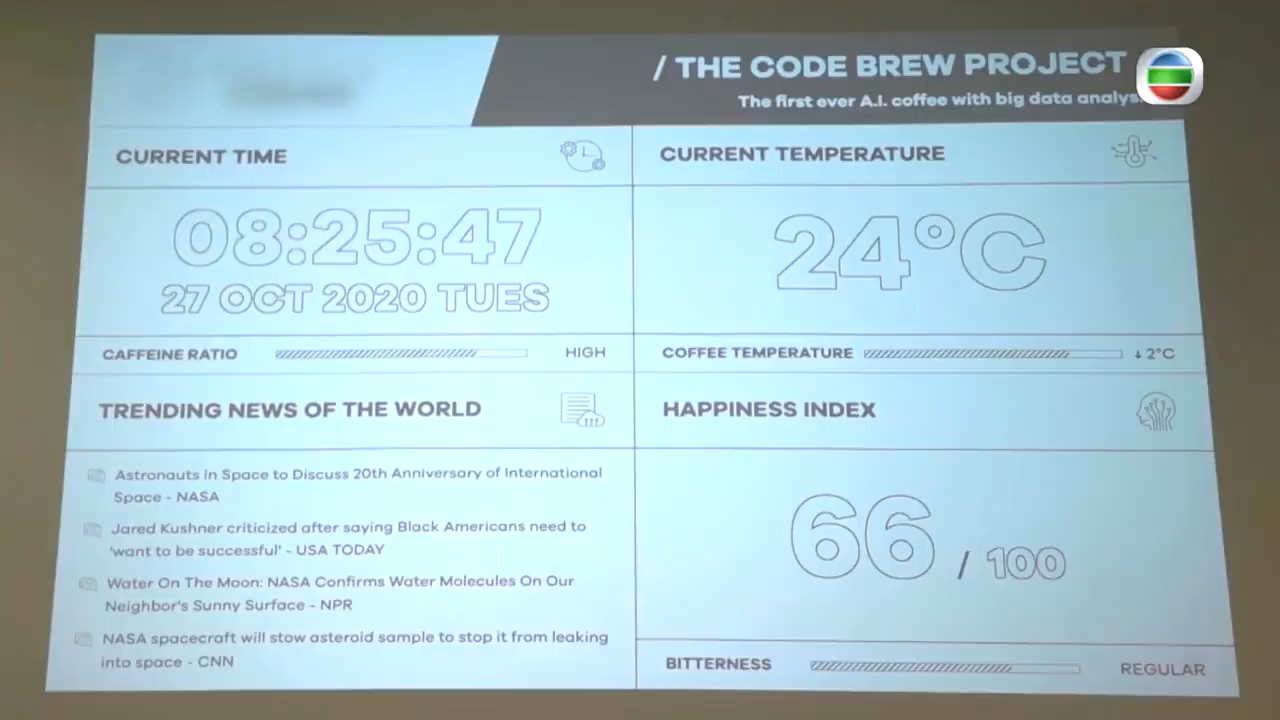 / THE CODE BREW PROJECT
The first ever A.I. coffee with big data
CURRENT TIME
08:25:47
27 OCT 2020 TUES
CAFFEINE RATIO HIGH
CURRENT TEMPERATURE
24°C
COFFEE TEMPERATURE ↓ 2°C
TRENDING NEWS OF THE WORLD
Astronauts in Space to Discuss 20th Anniversary of International
Space - NASA
Jared Kushner criticized after saying Black Americans need to
'want to be successful' - USA TODAY
Water On The Moon: NASA Confirms Water Molecules On Our
Neighbor's Sunny Surface - NPR
NASA spacecraft will stow asteroid sample to stop it from leaking
into space - CNN
HAPPINESS INDEX
66 / 100
BITTERNESS REGULAR